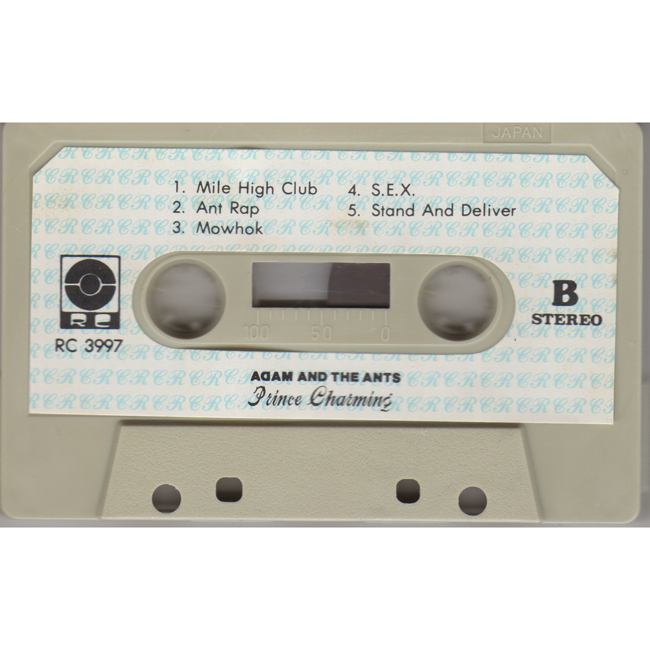 JAPAN
1. Mile High Club
2. Ant Rap
3. Mowhok
4. S.E.X.
5. Stand And Deliver
RC
RC 3997
100 50 0
B
STEREO
ADAM AND THE ANTS
Prince Charming